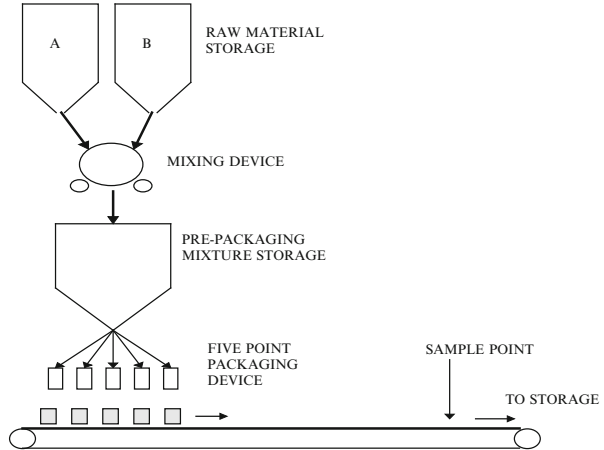 A
B
RAW MATERIAL
STORAGE
MIXING DEVICE
PRE-PACKAGING
MIXTURE STORAGE
FIVE POINT
PACKAGING
DEVICE
SAMPLE POINT
TO STORAGE